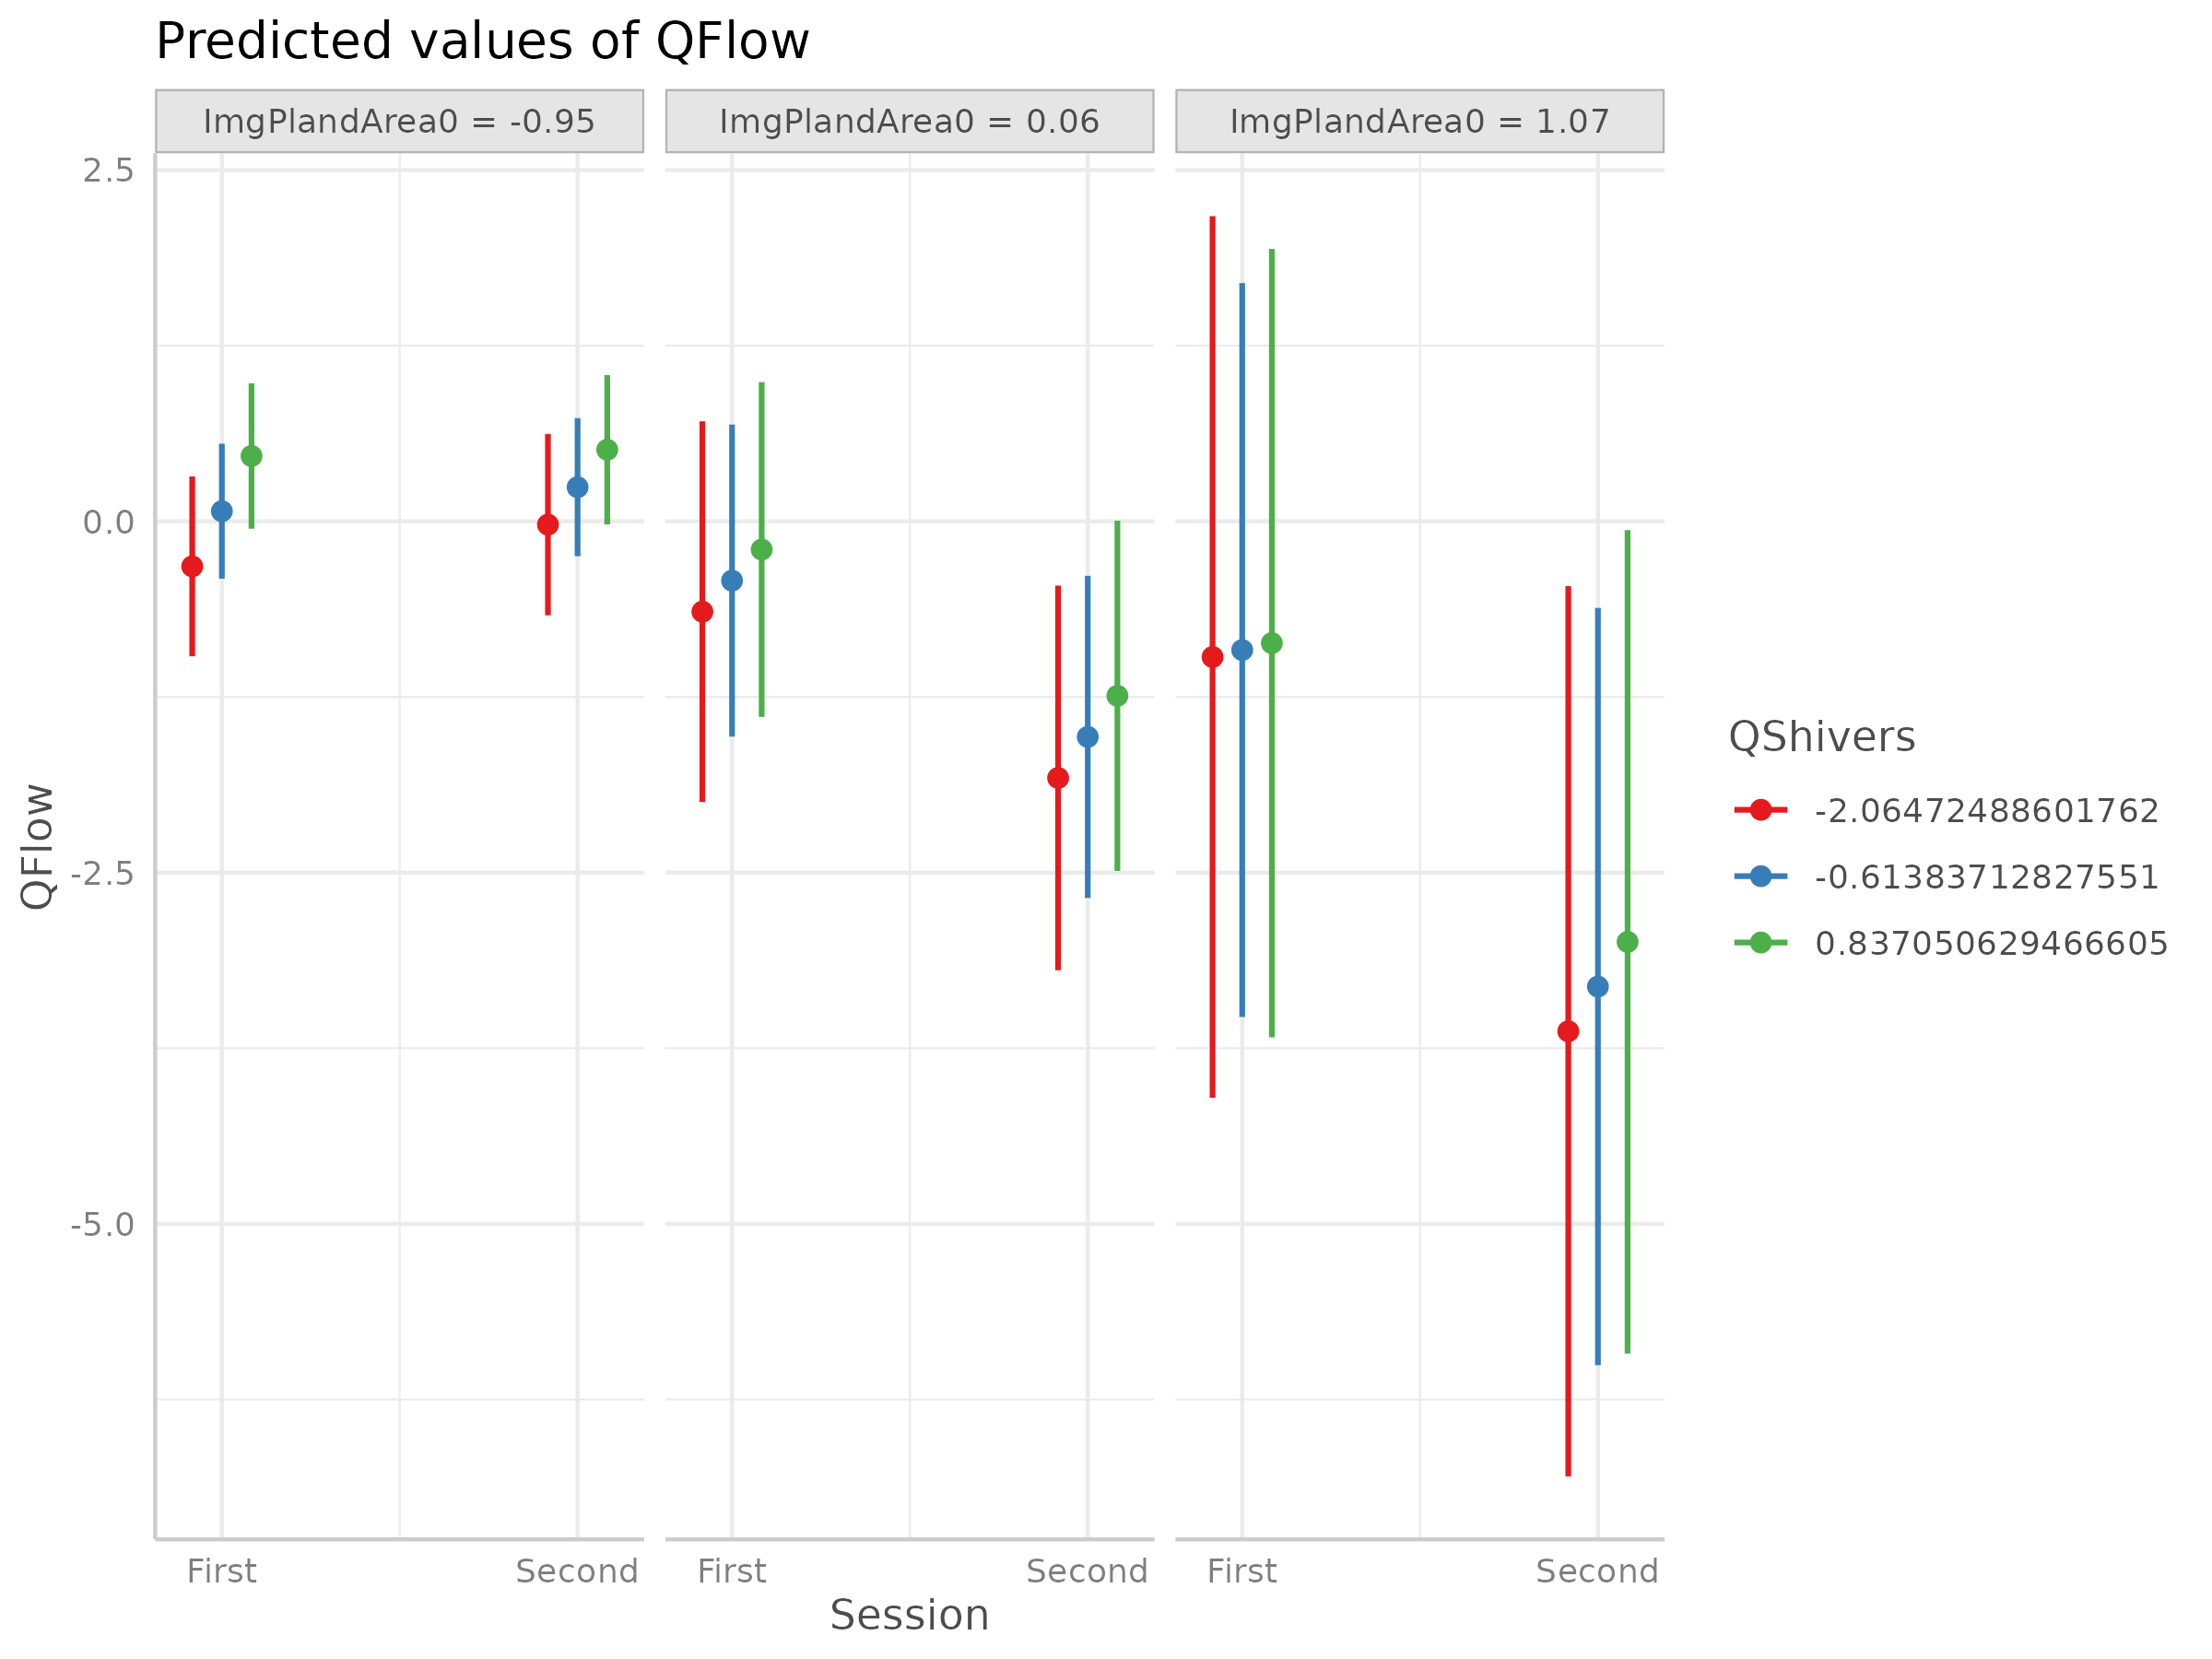 Predicted values of QFlow
ImgPlandArea0 = -0.95
ImgPlandArea0 = 0.06
ImgPlandArea0 = 1.07
2.5
0.0
-2.5
-5.0
QFlow
First
Second
First
Second
First
Second
Session
QShivers
-2.06472488601762
-0.61383712827551
0.837050629466605